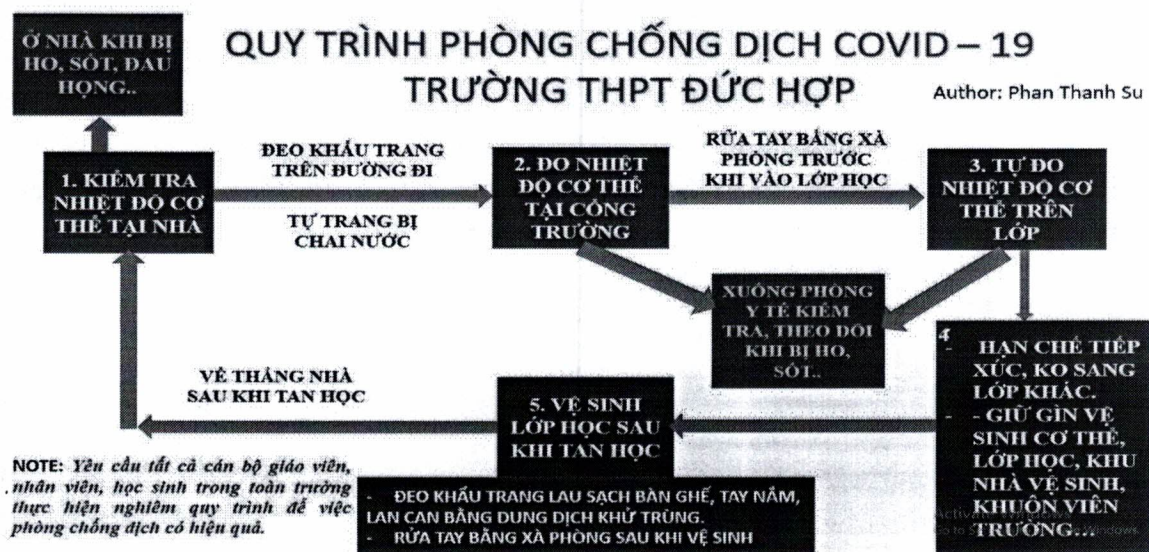 Ở NHÀ KHI BỊ
HO, SỐT, ĐAU
HỌNG..
QUY TRÌNH PHÒNG CHỐNG DỊCH COVID – 19
TRƯỜNG THPT ĐỨC HỢP
Author: Phan Thanh Su
1. KIỂM TRA
NHIỆT ĐỘ CƠ
THỂ TẠI NHÀ
ĐEO KHẨU TRANG
TRÊN ĐƯỜNG ĐI
TỰ TRANG BỊ
CHAI NƯỚC
2. ĐO NHIỆT
ĐỘ CƠ THỂ
TẠI CỔNG
TRƯỜNG
RỮA TAY BẰNG XÀ
PHÒNG TRƯỚC
KHI VÀO LỚP HỌC
3. TỰ ĐO
NHIỆT ĐỘ CƠ
THỂ TRÊN
LỚP
XUỐNG PHÒNG
Y TẾ KIỂM
TRA, THEO DÕI
KHI BỊ HO,
SỐT..
4
- HẠN CHẾ TIẾP
XÚC, KO SANG
LỚP KHÁC.
- - GIỮ GÌN VỆ
SINH CƠ THỂ,
LỚP HỌC, KHU
NHÀ VỆ SINH,
KHUÔN VIÊN
TRƯỜNG...
5. VỆ SINH
LỚP HỌC SAU
KHI TAN HỌC
- ĐEO KHẨU TRANG LAU SẠCH BÀN GHẾ, TAY NẮM,
LAN CAN BẰNG DUNG DỊCH KHỬ TRÙNG.
- RỬA TAY BẰNG XÀ PHÒNG SAU KHI VỆ SINH
VỀ THẲNG NHÀ
SAU KHI TAN HỌC
NOTE: Yêu cầu tất cả cán bộ giáo viên,
nhân viên, học sinh trong toàn trường
thực hiện nghiêm quy trình để việc
phòng chống dịch có hiệu quả.